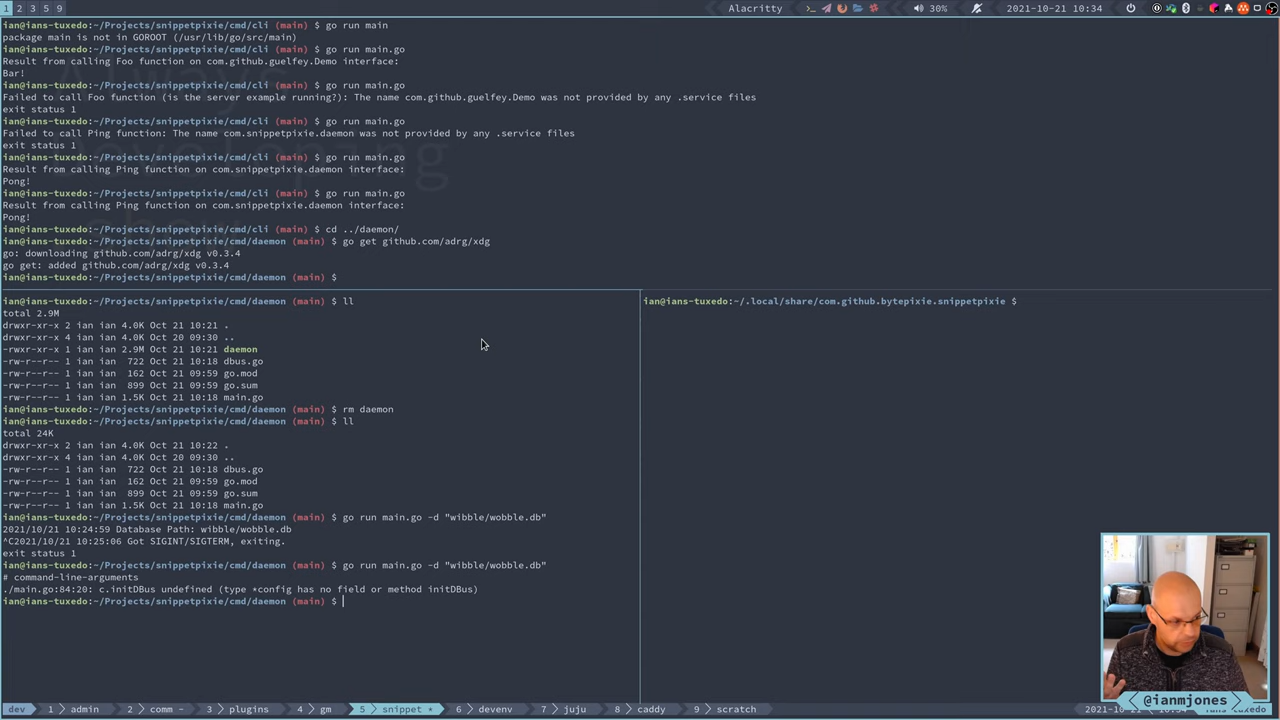 1 2 3 5 9
Alacritty
30%
2021-10-21 10:34
ian@ians-tuxedo:~/Projects/snippetpixie/cmd/cli (main) $ go run main
package main is not in GOROOT (/usr/lib/go/src/main)
ian@ians-tuxedo:~/Projects/snippetpixie/cmd/cli (main) $ go run main.go
Result from calling Foo function on com.github.guelfey.Demo interface:
Bar!
ian@ians-tuxedo:~/Projects/snippetpixie/cmd/cli (main) $ go run main.go
Failed to call Foo function (is the server example running?): The name com.github.guelfey.Demo was not provided by any .service files
exit status 1
ian@ians-tuxedo:~/Projects/snippetpixie/cmd/cli (main) $ go run main.go
Failed to call Ping function: The name com.snippetpixie.daemon was not provided by any .service files
exit status 1
ian@ians-tuxedo:~/Projects/snippetpixie/cmd/cli (main) $ go run main.go
Result from calling Ping function on com.snippetpixie.daemon interface:
Pong!
ian@ians-tuxedo:~/Projects/snippetpixie/cmd/cli (main) $ go run main.go
Result from calling Ping function on com.snippetpixie.daemon interface:
Pong!
ian@ians-tuxedo:~/Projects/snippetpixie/cmd/cli (main) $ cd ../daemon/
ian@ians-tuxedo:~/Projects/snippetpixie/cmd/daemon (main) $ go get github.com/adrg/xdg
go: downloading github.com/adrg/xdg v0.3.4
go get: added github.com/adrg/xdg v0.3.4
ian@ians-tuxedo:~/Projects/snippetpixie/cmd/daemon (main) $
ian@ians-tuxedo:~/Projects/snippetpixie/cmd/daemon (main) $ ll
total 2.9M
drwxr-xr-x 2 ian ian 4.0K Oct 21 10:21 .
drwxr-xr-x 4 ian ian 4.0K Oct 20 09:30 ..
-rwxr-xr-x 1 ian ian 2.9M Oct 21 10:21 daemon
-rw-r--r-- 1 ian ian  722 Oct 21 10:18 dbus.go
-rw-r--r-- 1 ian ian  162 Oct 21 09:59 go.mod
-rw-r--r-- 1 ian ian  899 Oct 21 09:59 go.sum
-rw-r--r-- 1 ian ian 1.5K Oct 21 10:18 main.go
ian@ians-tuxedo:~/Projects/snippetpixie/cmd/daemon (main) $ rm daemon
ian@ians-tuxedo:~/Projects/snippetpixie/cmd/daemon (main) $ ll
total 24K
drwxr-xr-x 2 ian ian 4.0K Oct 21 10:22 .
drwxr-xr-x 4 ian ian 4.0K Oct 20 09:30 ..
-rw-r--r-- 1 ian ian  722 Oct 21 10:18 dbus.go
-rw-r--r-- 1 ian ian  162 Oct 21 09:59 go.mod
-rw-r--r-- 1 ian ian  899 Oct 21 09:59 go.sum
-rw-r--r-- 1 ian ian 1.5K Oct 21 10:18 main.go
ian@ians-tuxedo:~/Projects/snippetpixie/cmd/daemon (main) $ go run main.go -d "wibble/wobble.db"
2021/10/21 10:24:59 Database Path: wibble/wobble.db
^C2021/10/21 10:25:06 Got SIGINT/SIGTERM, exiting.
exit status 1
ian@ians-tuxedo:~/Projects/snippetpixie/cmd/daemon (main) $ go run main.go -d "wibble/wobble.db"
# command-line-arguments
./main.go:84:20: c.initDBus undefined (type *config has no field or method initDBus)
ian@ians-tuxedo:~/Projects/snippetpixie/cmd/daemon (main) $
ian@ians-tuxedo:~/.local/share/com.github.bytepixie.snippetpixie $
@ianmjones
dev 1 admin 2 comm - 3 plugins 4 gm 5 snippet * 6 devenv 7 juju 8 caddy 9 scratch